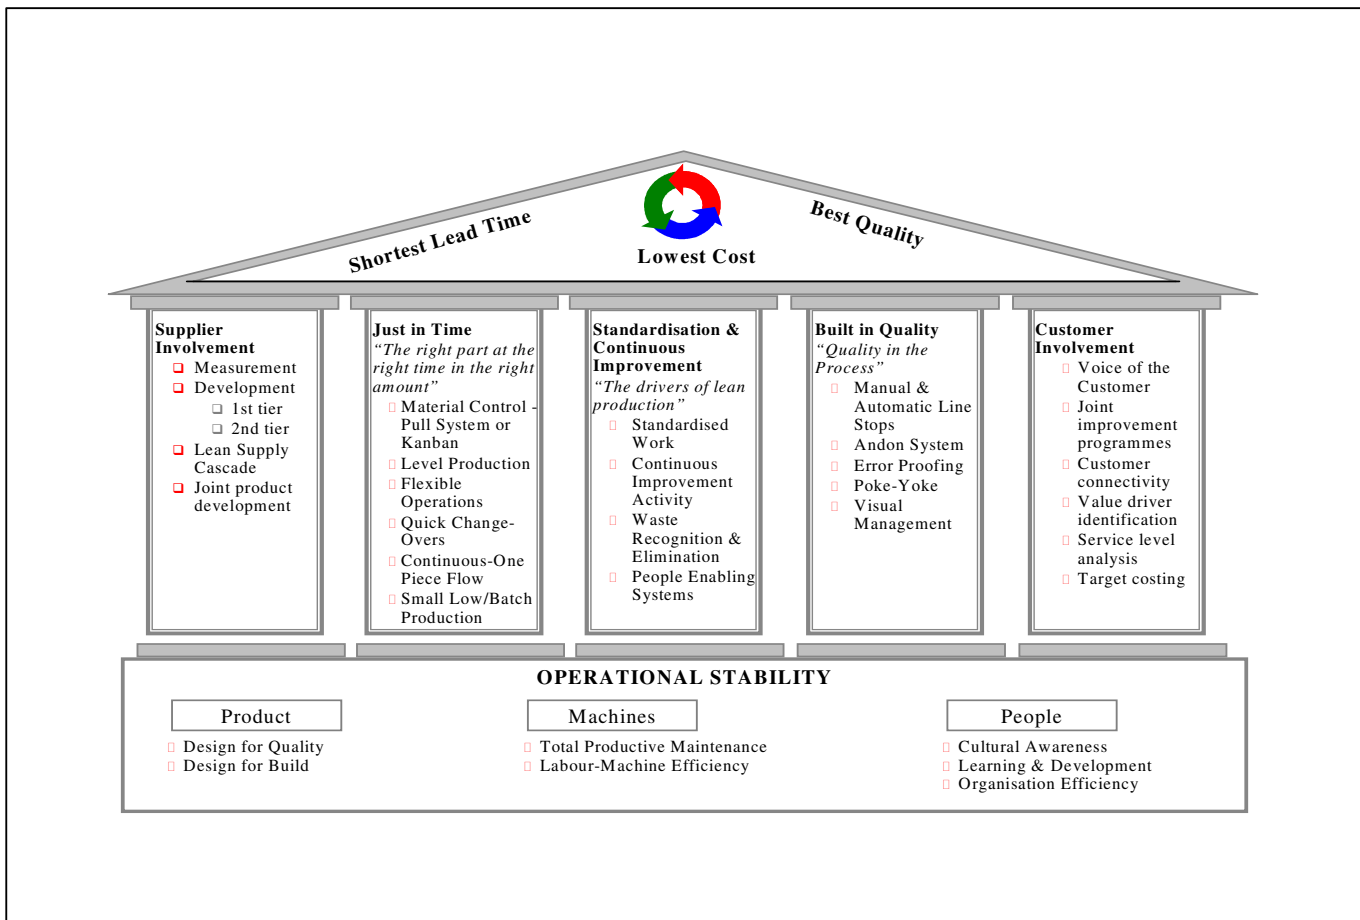 Shortest Lead Time
Best Quality
Lowest Cost
Supplier
Involvement
Measurement
Development
1st tier
2nd tier
Lean Supply
Cascade
Joint product
development
Just in Time
“The right part at the
right time in the right
amount”
Material Control -
Pull System or
Kanban
Level Production
Flexible
Operations
Quick Change-
Overs
Continuous-One
Piece Flow
Small Low/Batch
Production
Standardisation &
Continuous
Improvement
“The drivers of lean
production”
Standardised
Work
Continuous
Improvement
Activity
Waste
Recognition &
Elimination
People Enabling
Systems
Built in Quality
“Quality in the
Process”
Manual &
Automatic Line
Stops
Andon System
Error Proofing
Poke-Yoke
Visual
Management
Customer
Involvement
Voice of the
Customer
Joint
improvement
programmes
Customer
connectivity
Value driver
identification
Service level
analysis
Target costing
OPERATIONAL STABILITY
Product
Design for Quality
Design for Build
Machines
Total Productive Maintenance
Labour-Machine Efficiency
People
Cultural Awareness
Learning & Development
Organisation Efficiency